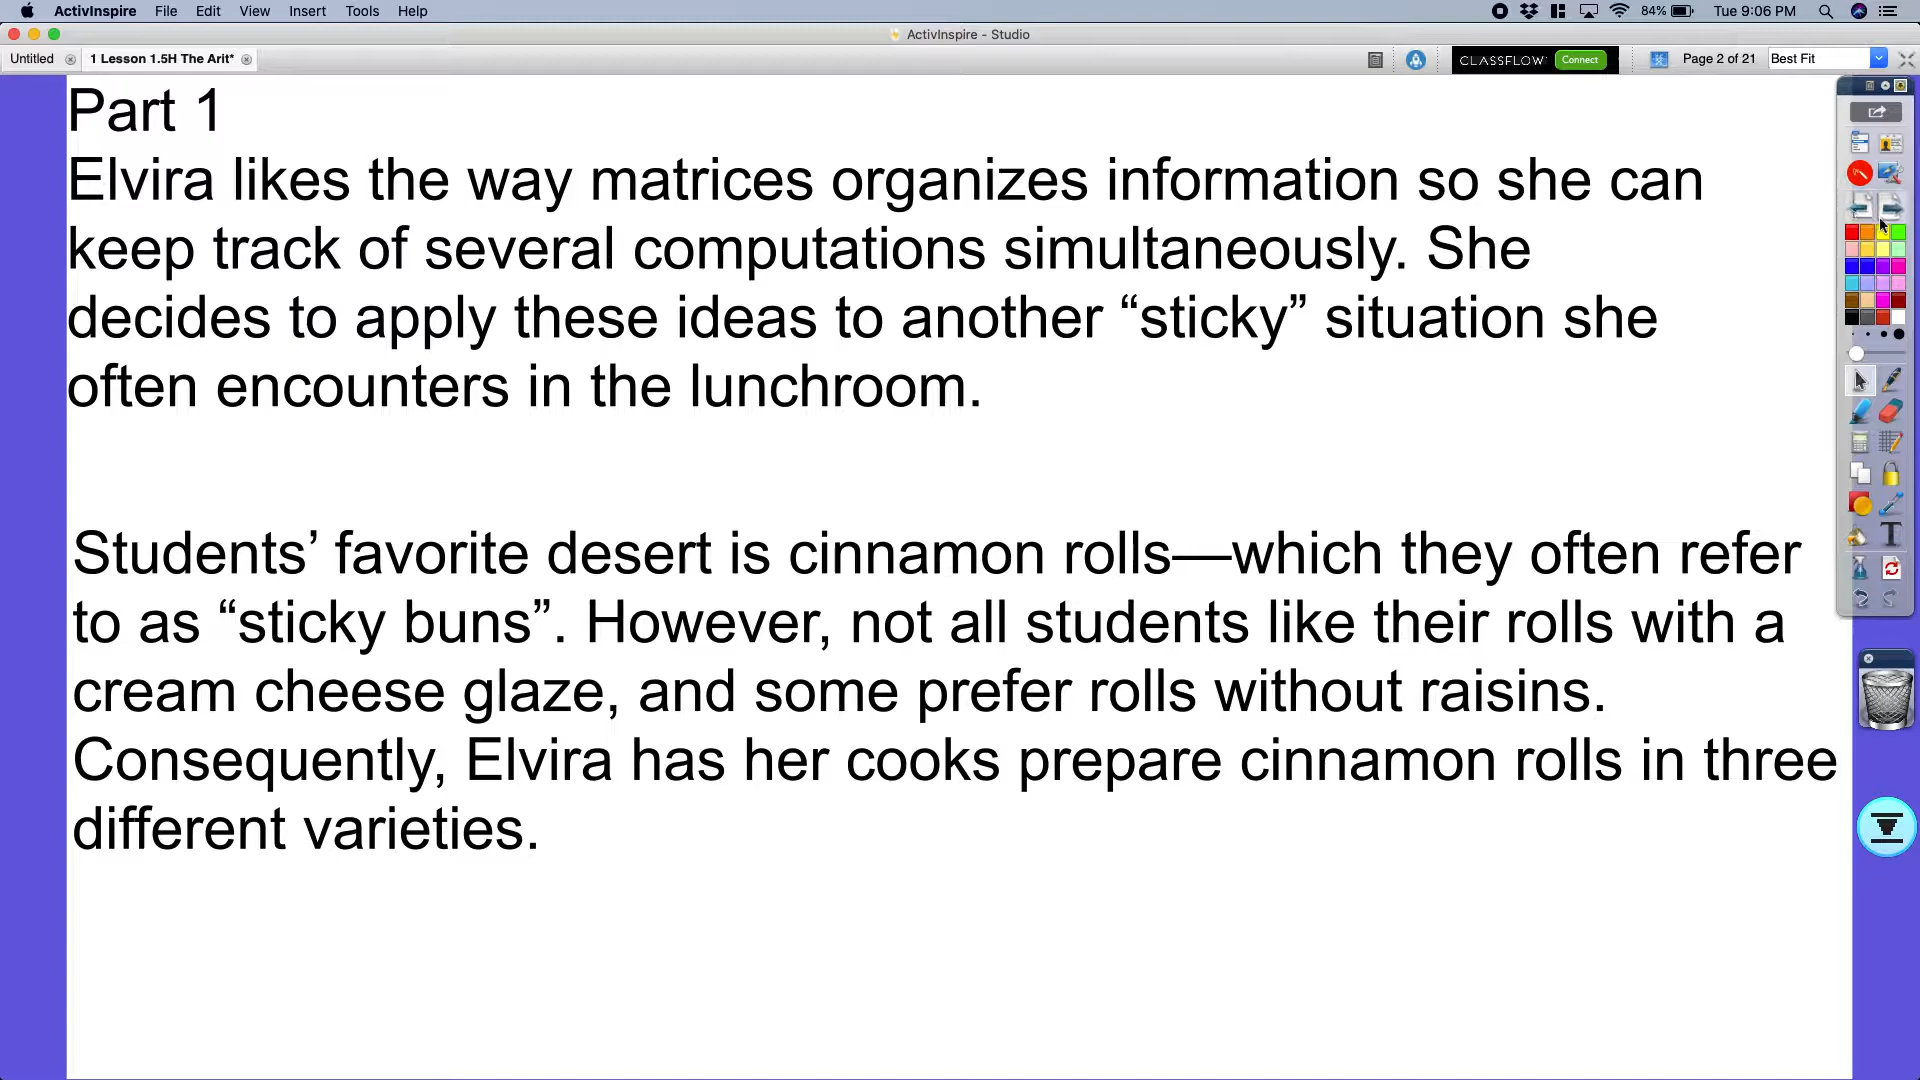 ActivInspire File Edit View Insert Tools Help 84% Tue 9:06 PM
ActivInspire - Studio
Untitled 1 Lesson 1.5H The Arit* CLASSFLOW Connect Page 2 of 21 Best Fit
Part 1
Elvira likes the way matrices organizes information so she can
keep track of several computations simultaneously. She
decides to apply these ideas to another “sticky” situation she
often encounters in the lunchroom.
Students’ favorite desert is cinnamon rolls—which they often refer
to as “sticky buns”. However, not all students like their rolls with a
cream cheese glaze, and some prefer rolls without raisins.
Consequently, Elvira has her cooks prepare cinnamon rolls in three
different varieties.
T